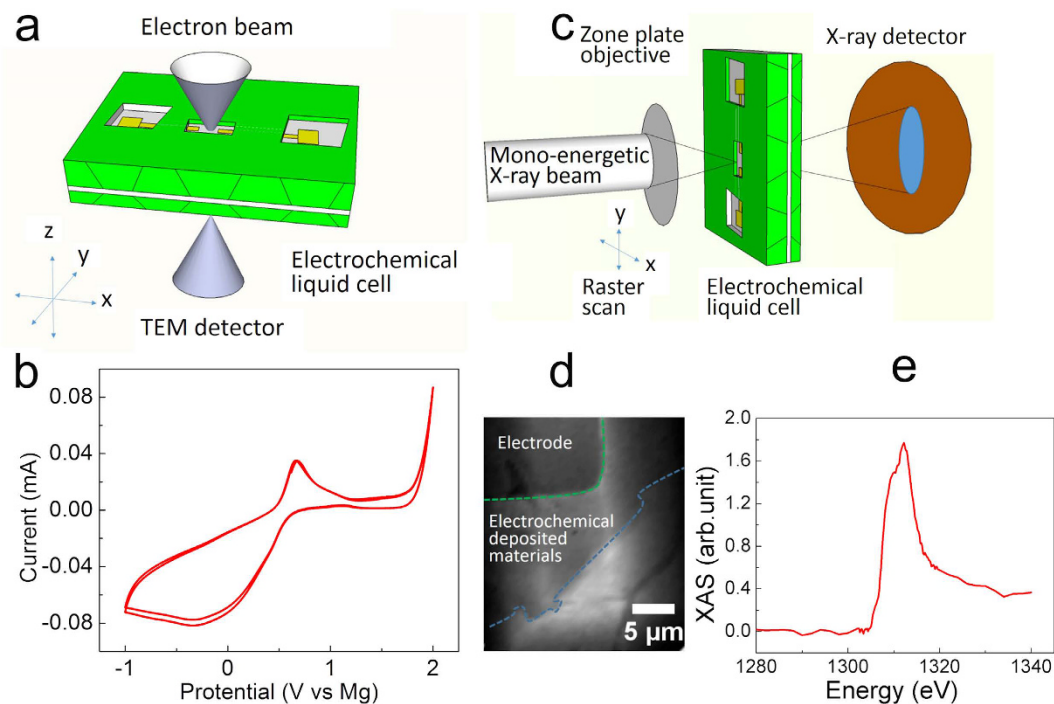 a
Electron beam
z
y
x
Electrochemical
liquid cell
TEM detector
c
Zone plate
objective
X-ray detector
Mono-energetic
X-ray beam
y
x
Raster
scan
Electrochemical
liquid cell
b
Current (mA)
0.08
0.04
0.00
-0.04
-0.08
-1
0
1
2
Protential (V vs Mg)
d
Electrode
Electrochemical
deposited
materials
5 μm
e
XAS (arb.unit)
2.0
1.6
1.2
0.8
0.4
0.0
1280
1300
1320
1340
Energy (eV)